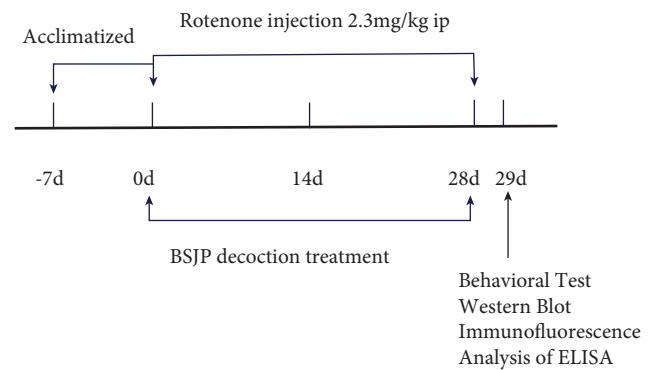 Rotenone injection 2.3mg/kg ip
Acclimatized
-7d 0d 14d 28d 29d
BSJP decoction treatment
Behavioral Test
Western Blot
Immunofluorescence
Analysis of ELISA